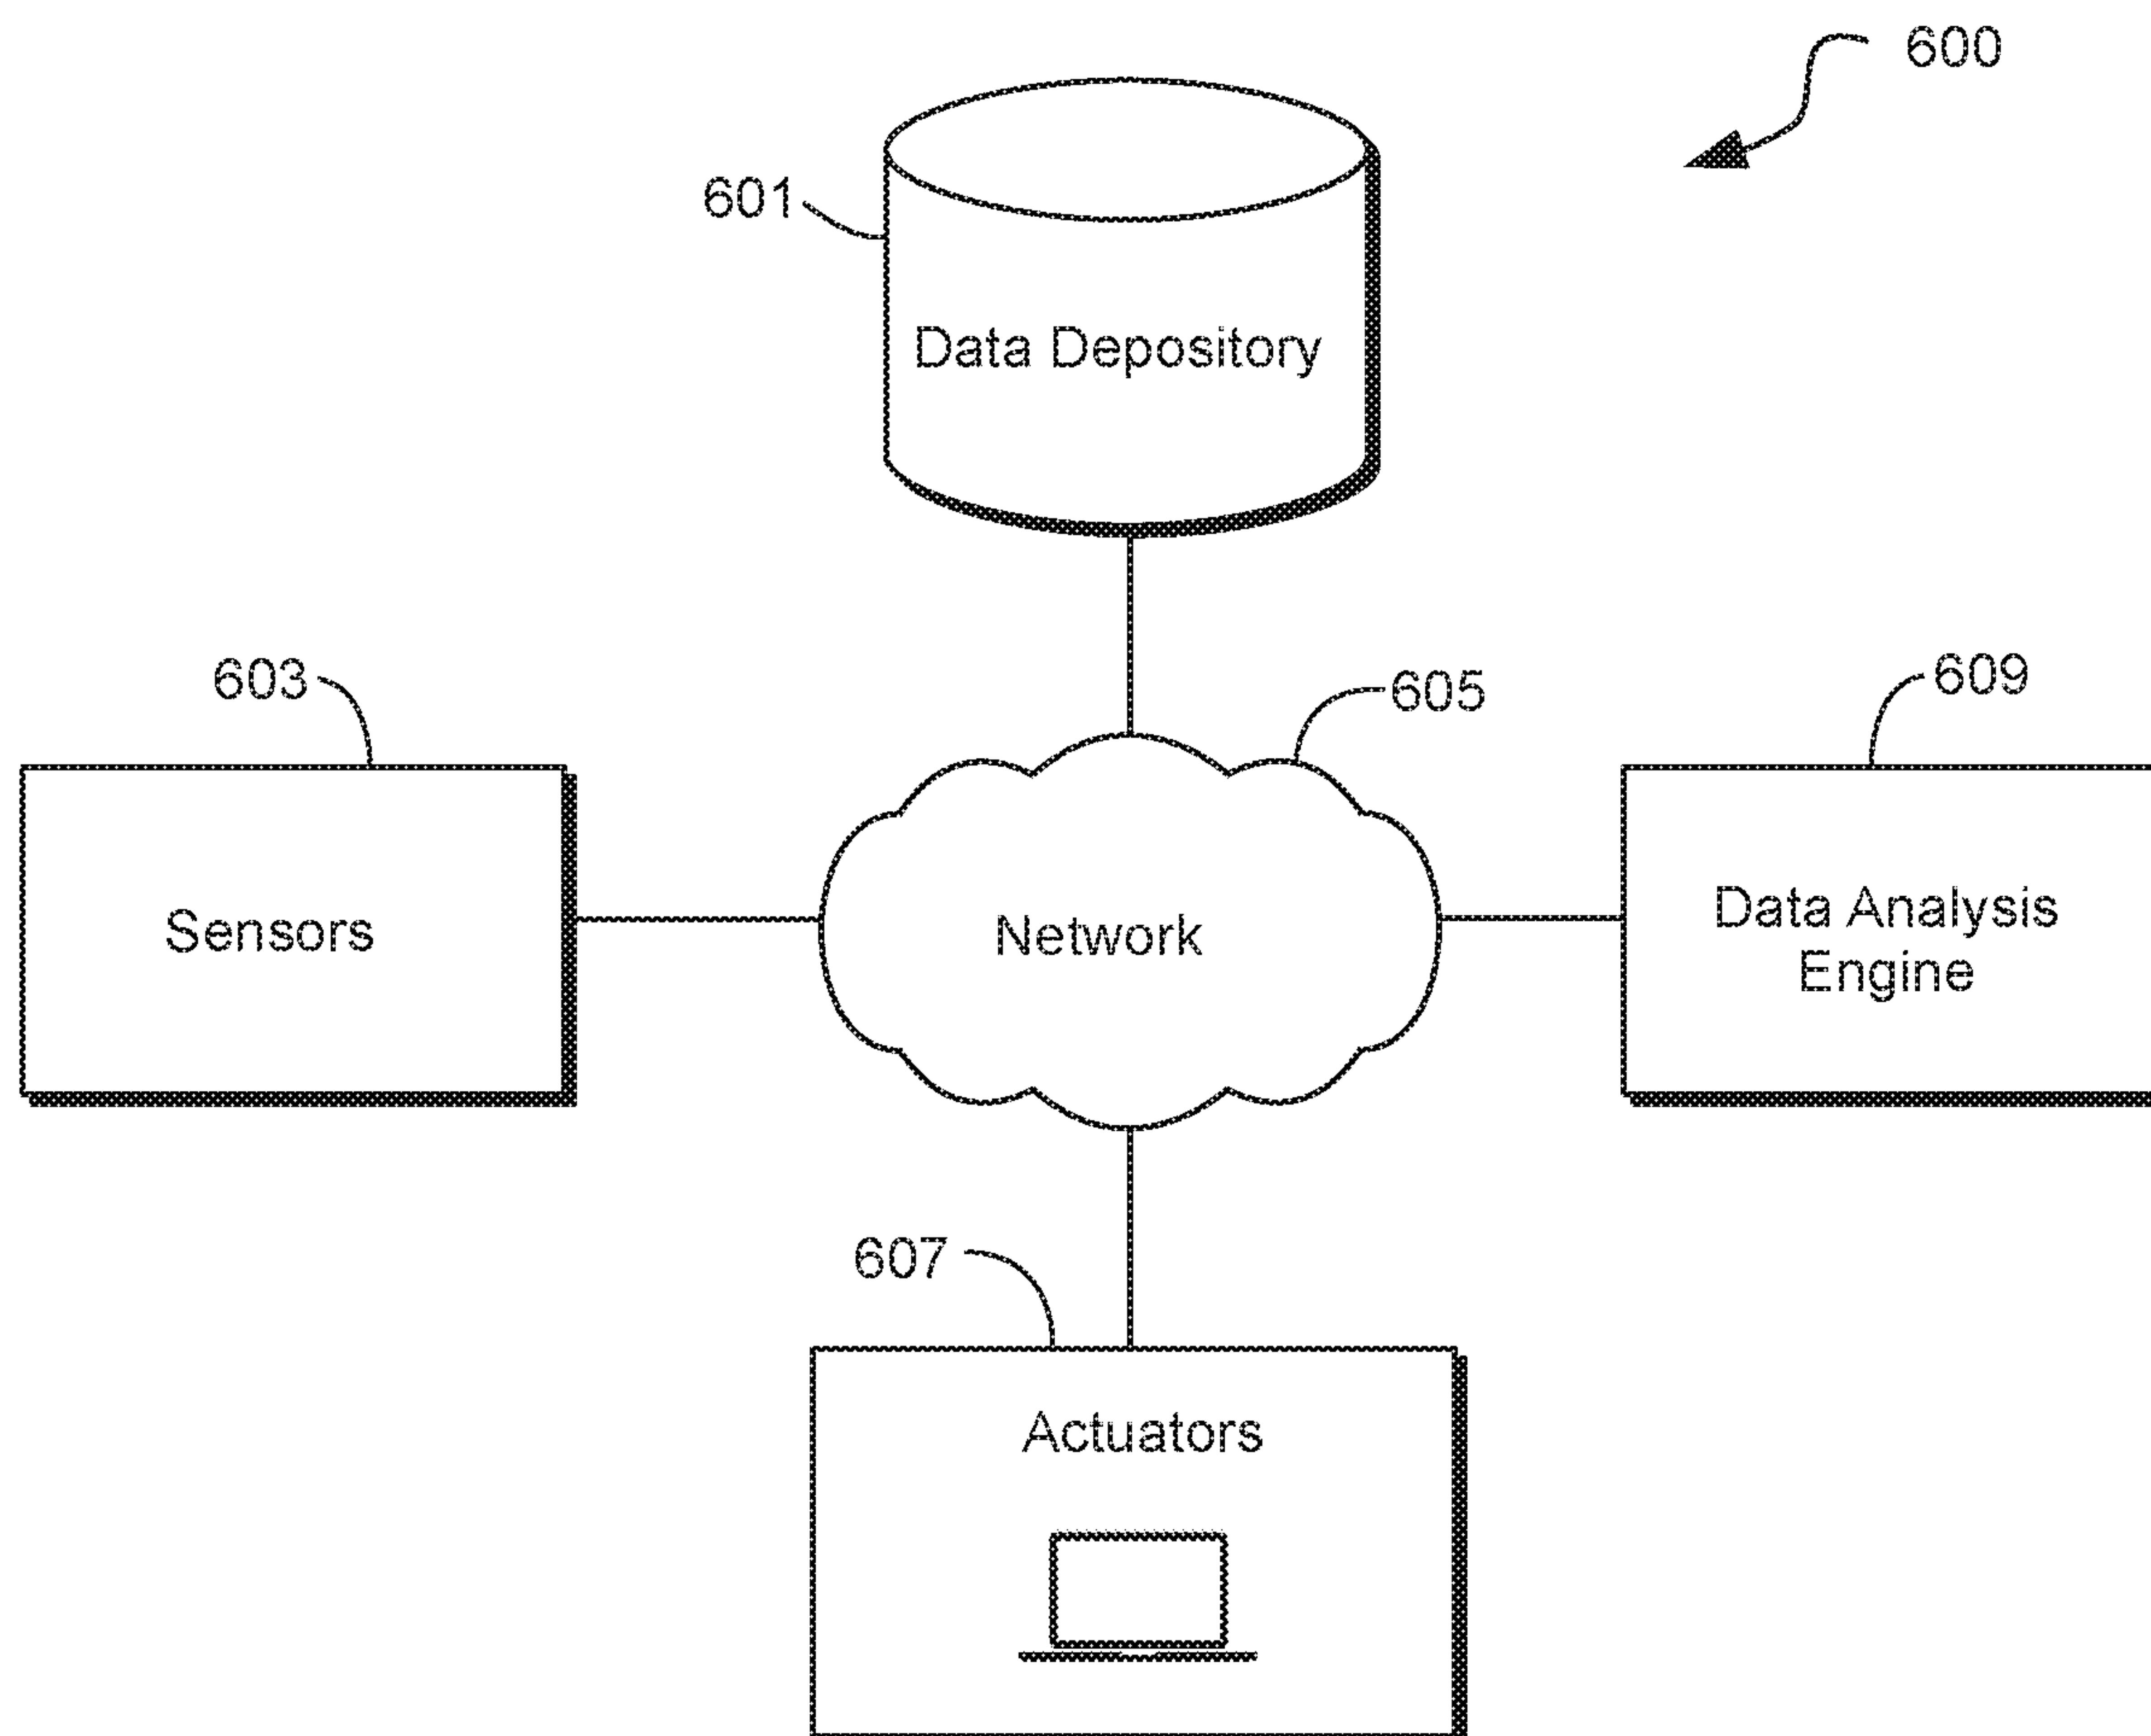 600
601
Data Depository
603
605
609
Sensors
Network
Data Analysis
Engine
607
Actuators